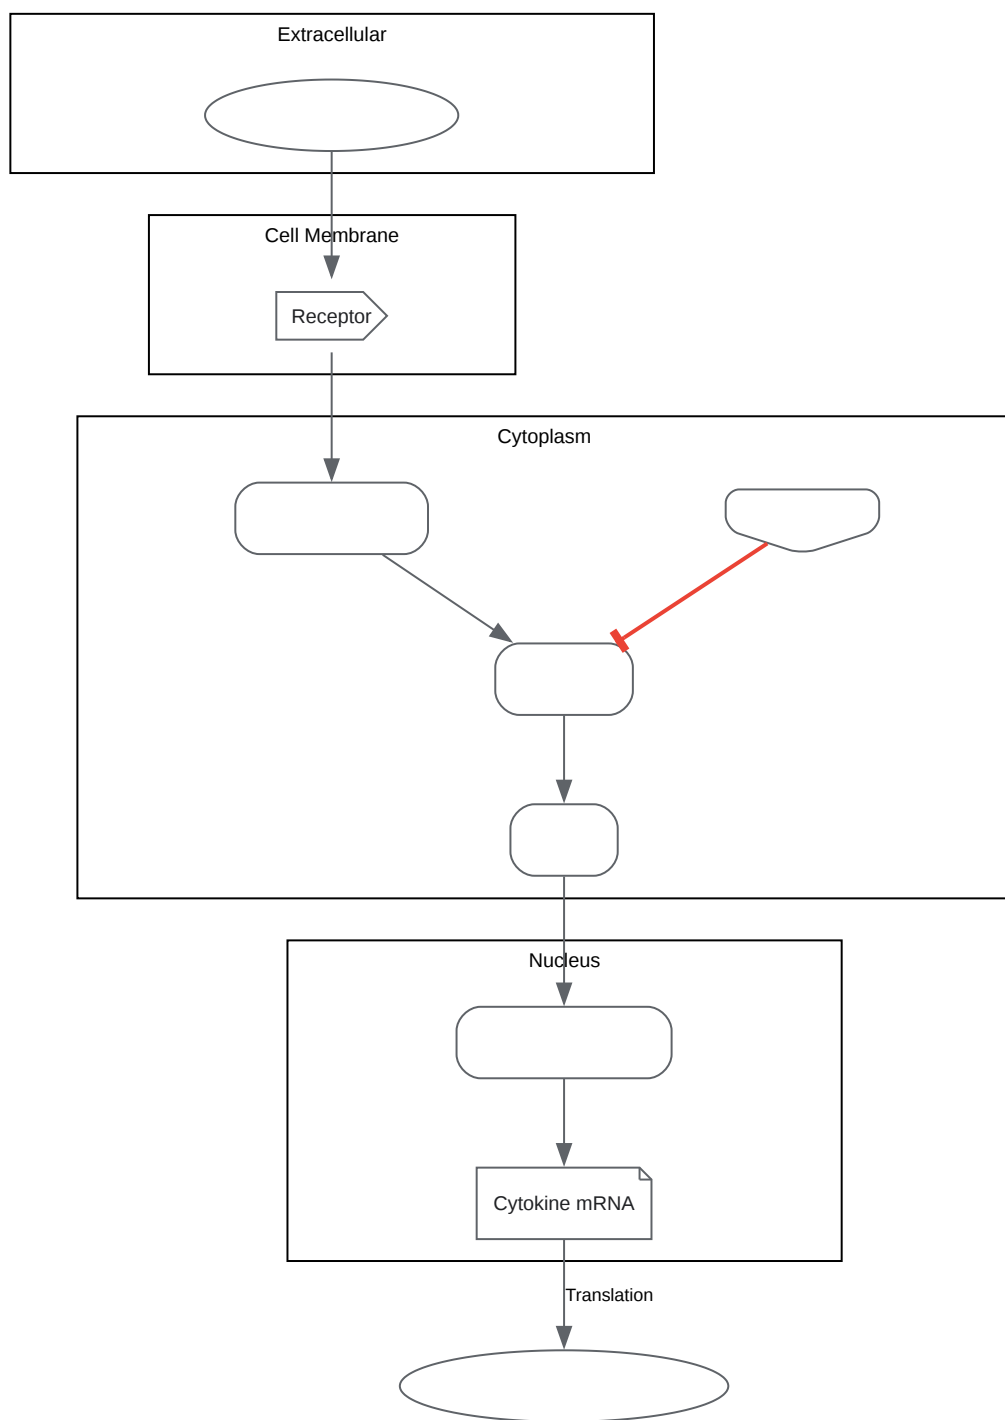 Extracellular
Cell Membrane
Receptor
Cytoplasm
Nucleus
Cytokine mRNA
Translation